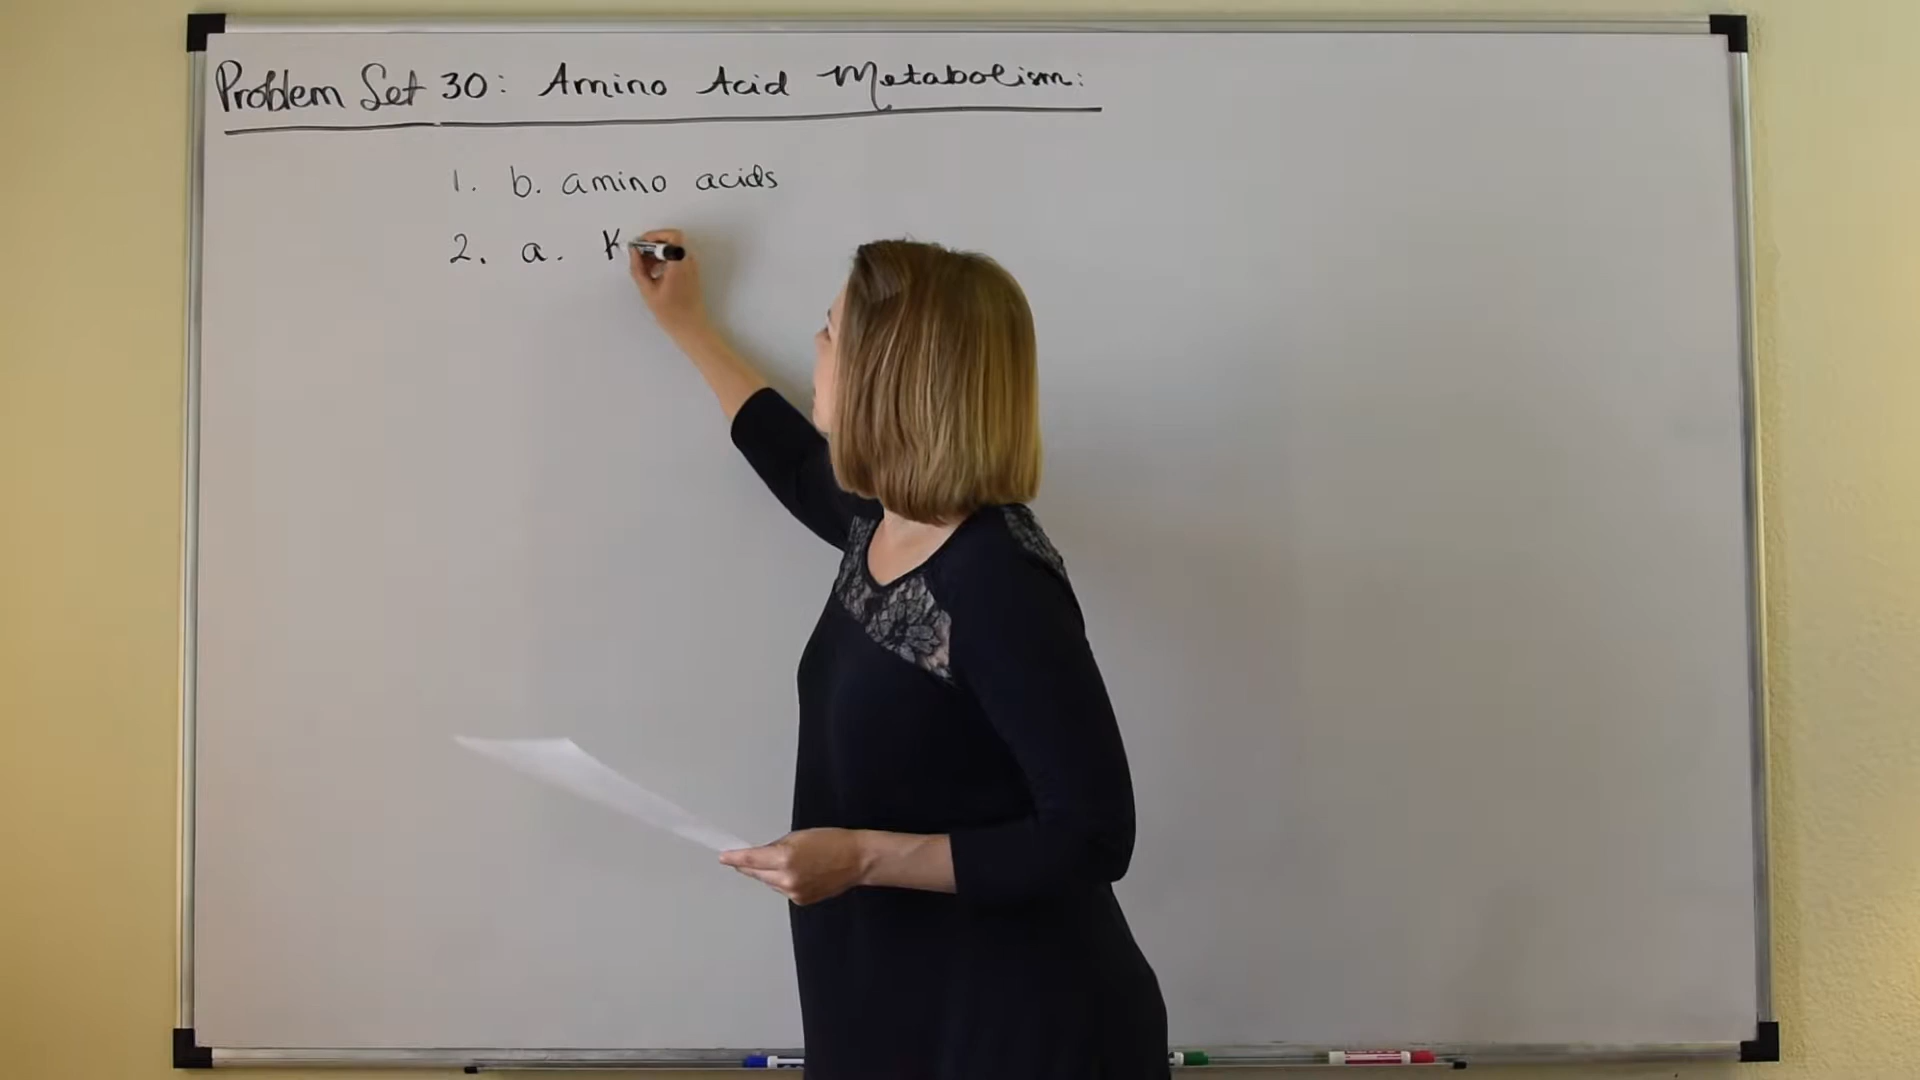 Problem Set 30: Amino Acid Metabolism:
1. b. amino acids
2. a. K